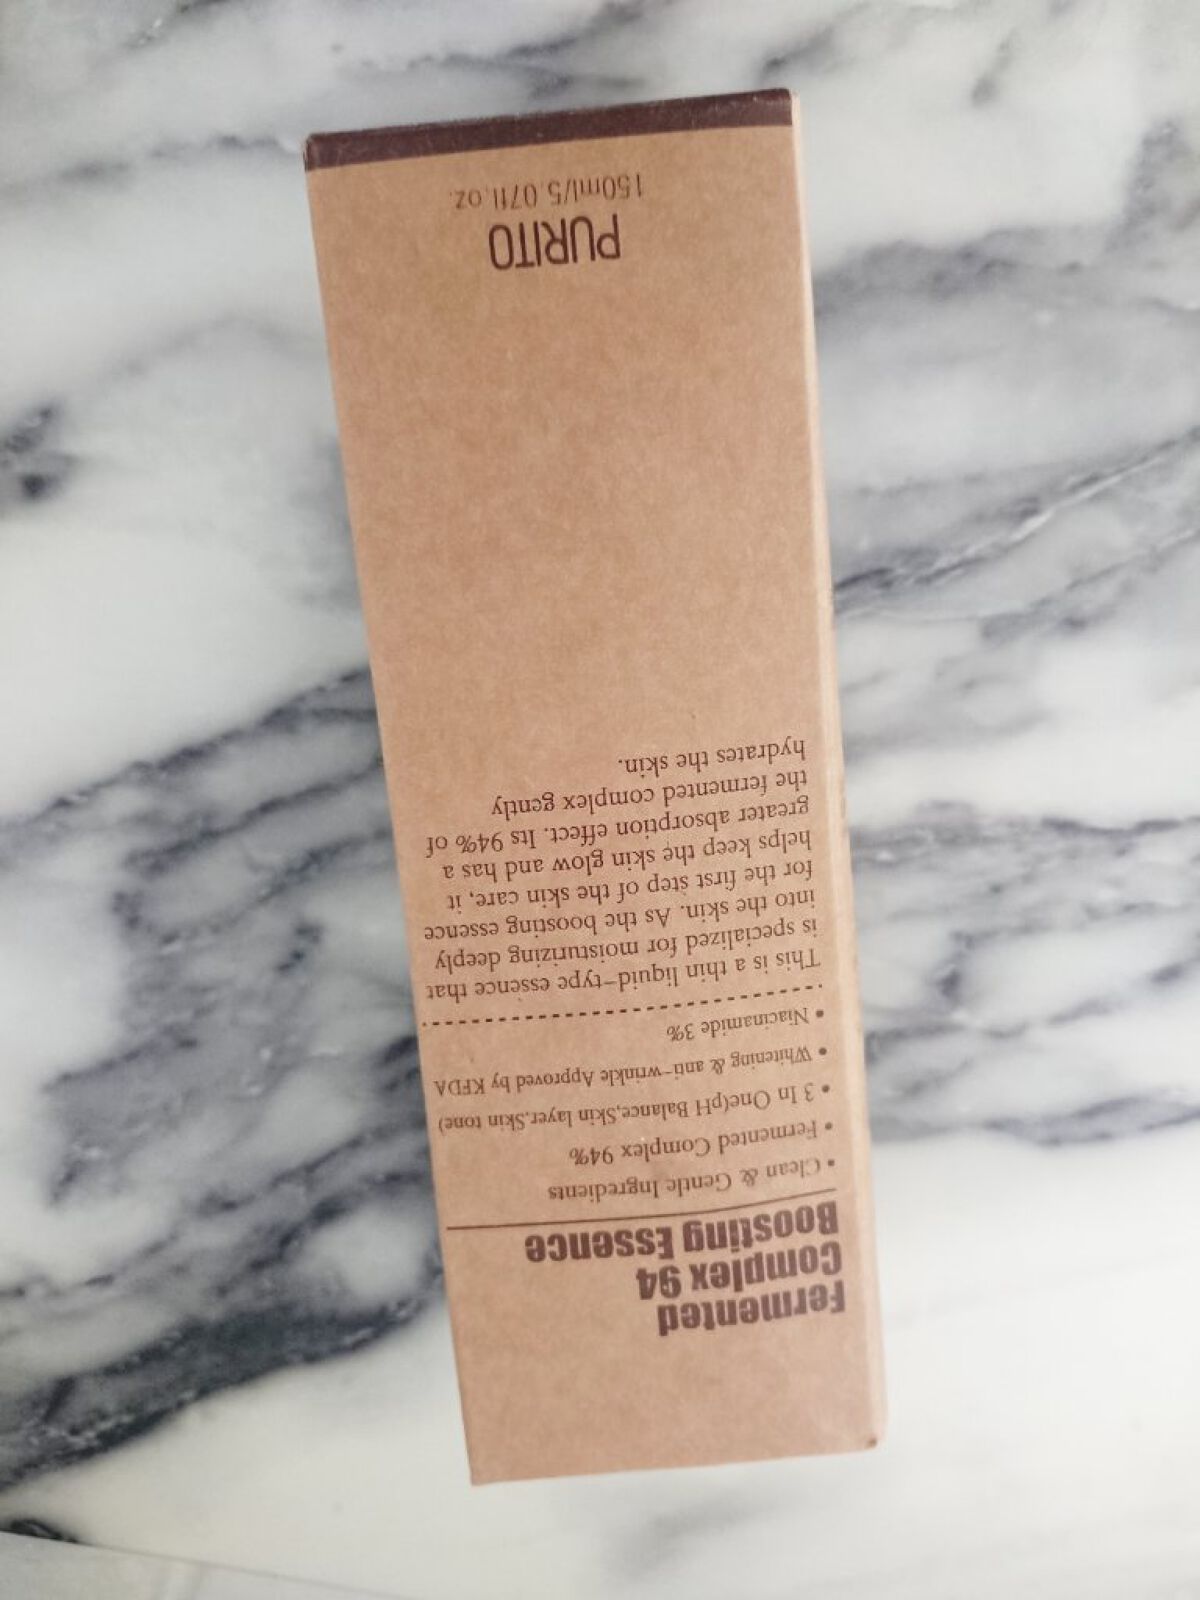 Fermented
Complex 94
Boosting Essence
• Clean & Gentle Ingredients
• Fermented Complex 94%
• 3 In One(pH Balance,Skin layer,Skin tone)
• Whitening & anti-wrinkle Approved by KFDA
• Niacinamide 3%
This is a thin liquid-type essence that
is specialized for moisturizing deeply
into the skin. As the boosting essence
for the first step of the skin care, it
helps keep the skin glow and has a
greater absorption effect. Its 94% of
the fermented complex gently
hydrates the skin.
PURITO
150ml/5.07fl.oz.